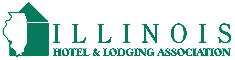 ILLINOIS
HOTEL & LODGING ASSOCIATION